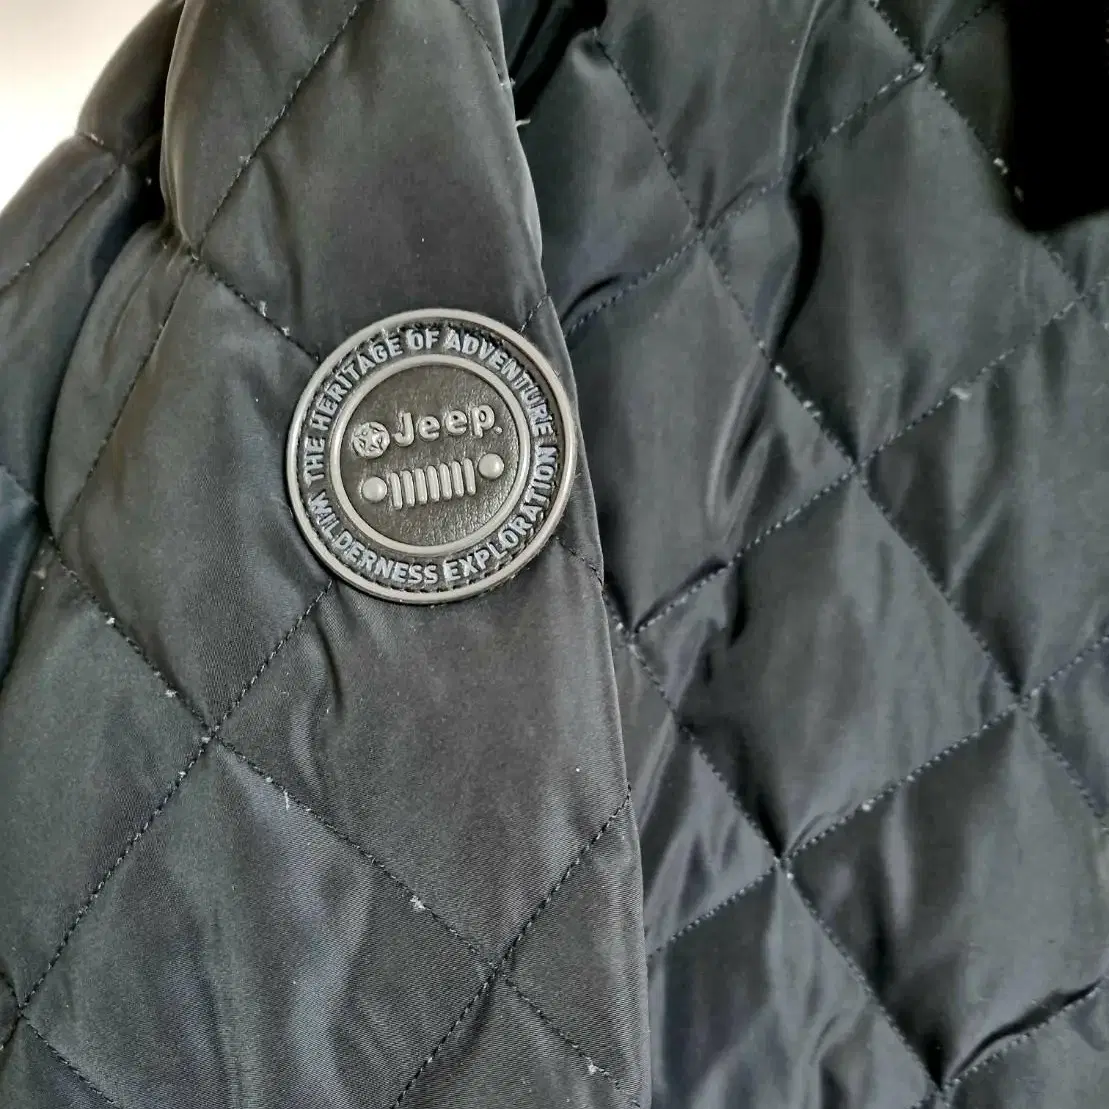 THE HERITAGE OF ADVENTURE
Jeep.
WILDERNESS EXPLORATION